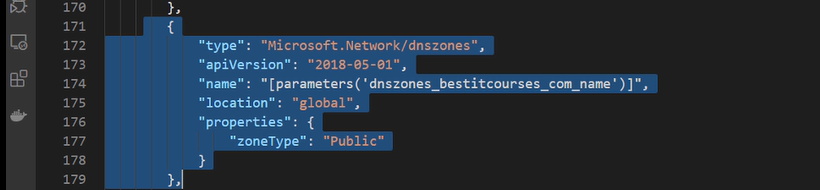 170 },
171 {
172 "type": "Microsoft.Network/dnszones",
173 "apiVersion": "2018-05-01",
174 "name": "[parameters('dnszones_bestitcourses_com_name')]",
175 "location": "global",
176 "properties": {
177 "zoneType": "Public"
178 }
179 },